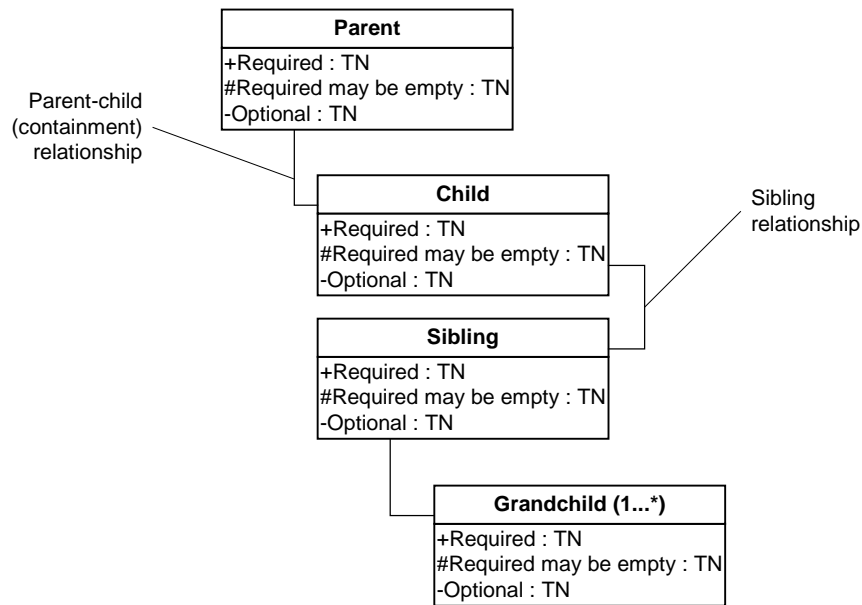 Parent
+Required : TN
#Required may be empty : TN
-Optional : TN
Parent-child
(containment)
relationship
Child
+Required : TN
#Required may be empty : TN
-Optional : TN
Sibling
relationship
Sibling
+Required : TN
#Required may be empty : TN
-Optional : TN
Grandchild (1...*)
+Required : TN
#Required may be empty : TN
-Optional : TN